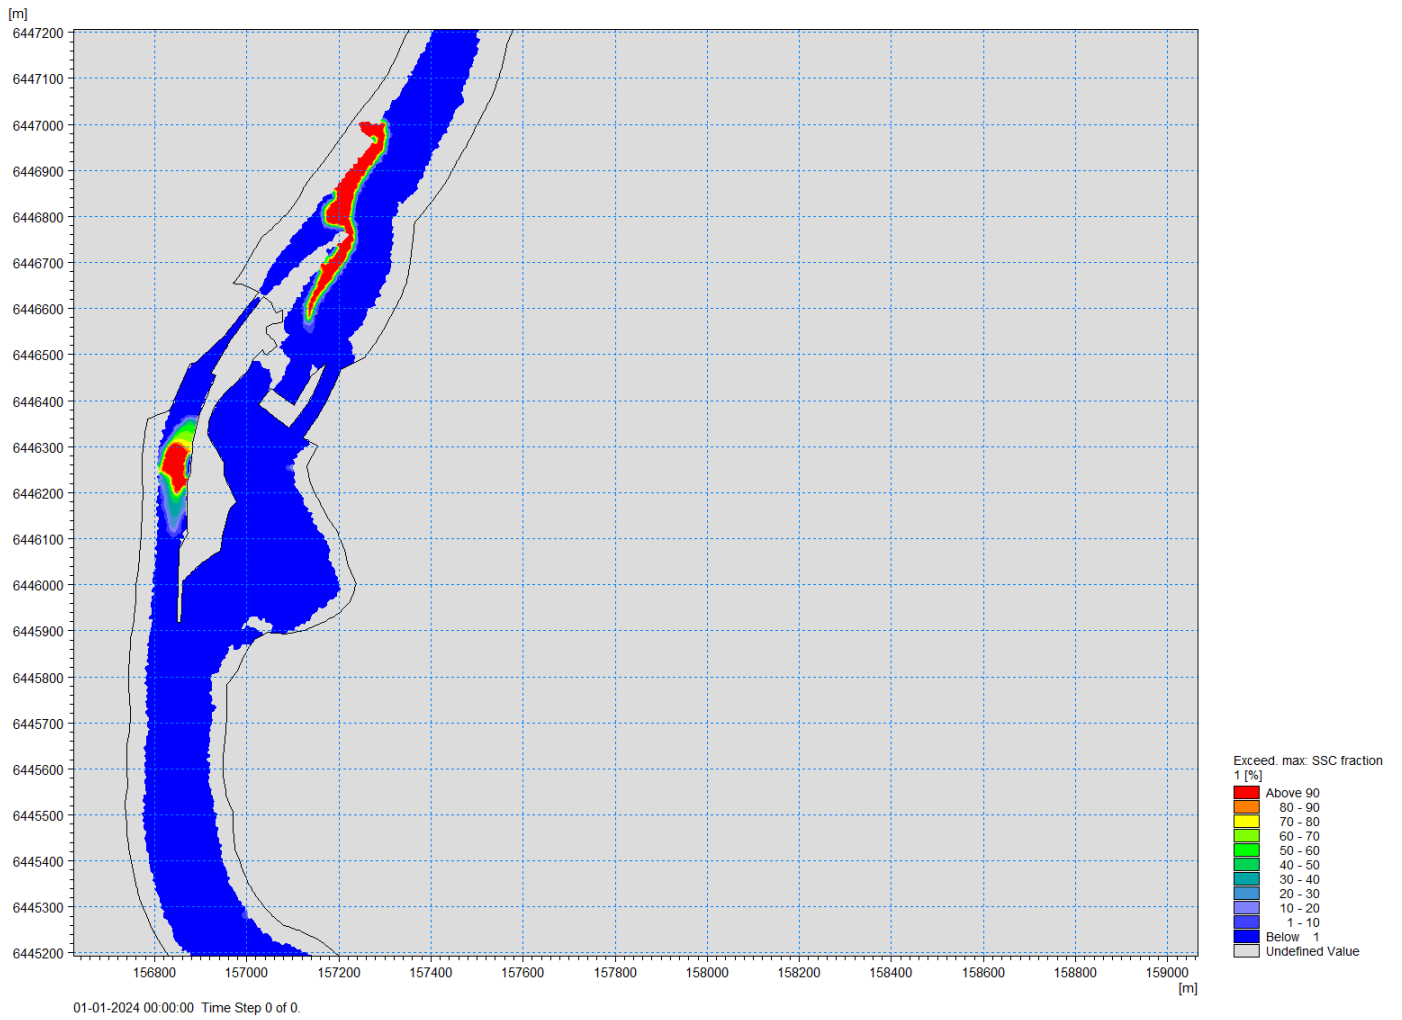 [m]
6447200
6447100
6447000
6446900
6446800
6446700
6446600
6446500
6446400
6446300
6446200
6446100
6446000
6445900
6445800
6445700
6445600
6445500
6445400
6445300
6445200
156800 157000 157200 157400 157600 157800 158000 158200 158400 158600 158800 159000
[m]
Exceed. max: SSC fraction
1 [%]
Above 90
80 - 90
70 - 80
60 - 70
50 - 60
40 - 50
30 - 40
20 - 30
10 - 20
1 - 10
Below 1
Undefined Value
01-01-2024 00:00:00 Time Step 0 of 0.